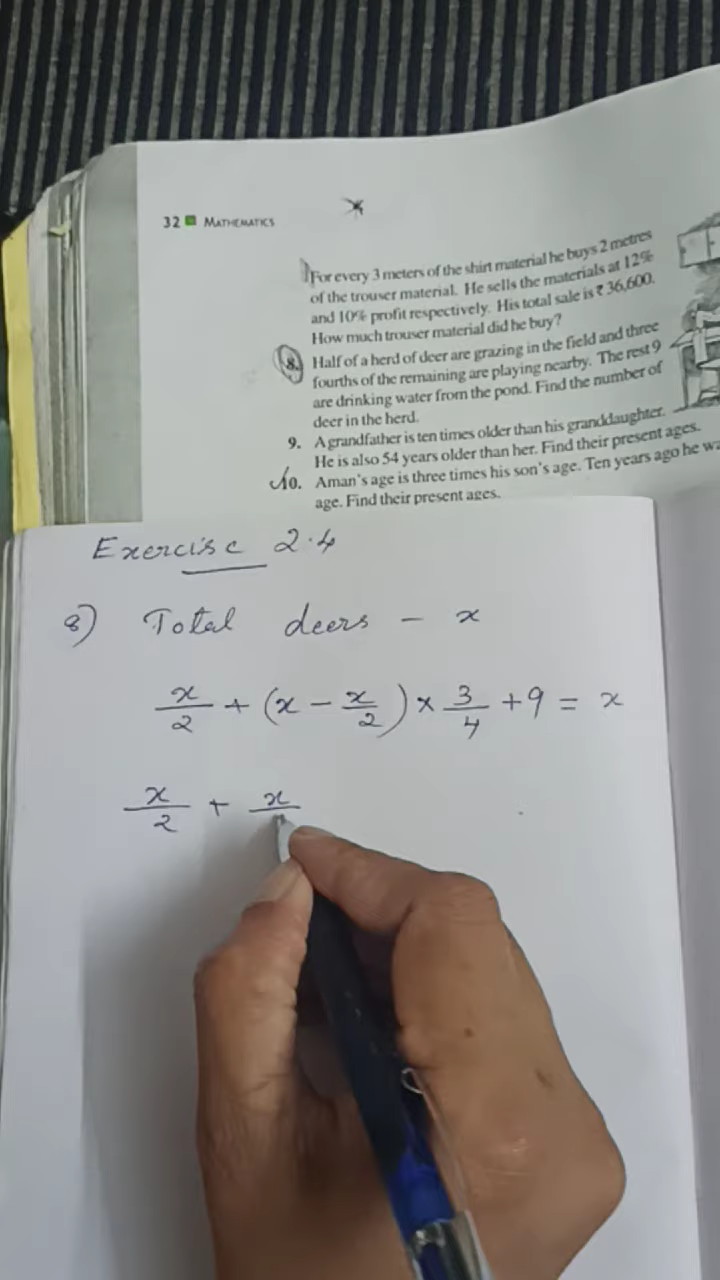 32 MATHEMATICS
For every 3 meters of the shirt material he buys 2 metres
of the trouser material. He sells the materials at 12%
and 10% profit respectively. His total sale is ₹ 36,600.
How much trouser material did he buy?
8. Half of a herd of deer are grazing in the field and three
fourths of the remaining are playing nearby. The rest 9
are drinking water from the pond. Find the number of
deer in the herd.
9. A grandfather is ten times older than his granddaughter.
He is also 54 years older than her. Find their present ages.
10. Aman's age is three times his son's age. Ten years ago he
age. Find their present ages.
Exercise 2.4
8) Total deers - x
x/2 + (x - x/2) × 3/4 + 9 = x
x/2 + x/